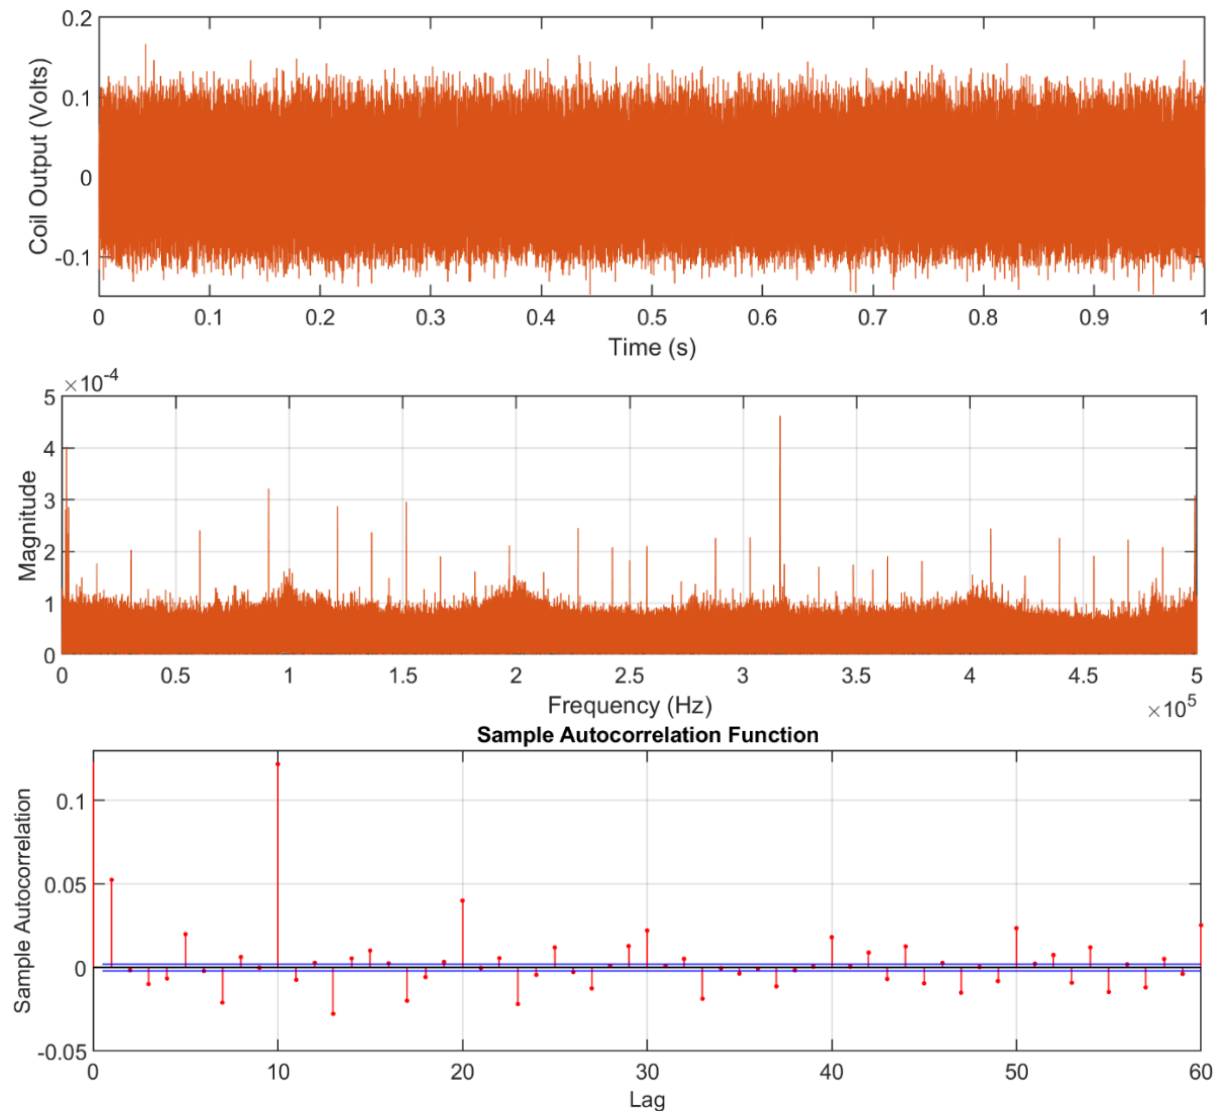 0.2
0.1
0
-0.1
Coil Output (Volts)
0 0.1 0.2 0.3 0.4 0.5 0.6 0.7 0.8 0.9 1
Time (s)
×10-4
5
4
3
2
1
0
Magnitude
0 0.5 1 1.5 2 2.5 3 3.5 4 4.5 5
Frequency (Hz)
×105
Sample Autocorrelation Function
0.1
0.05
0
-0.05
Sample Autocorrelation
0 10 20 30 40 50 60
Lag